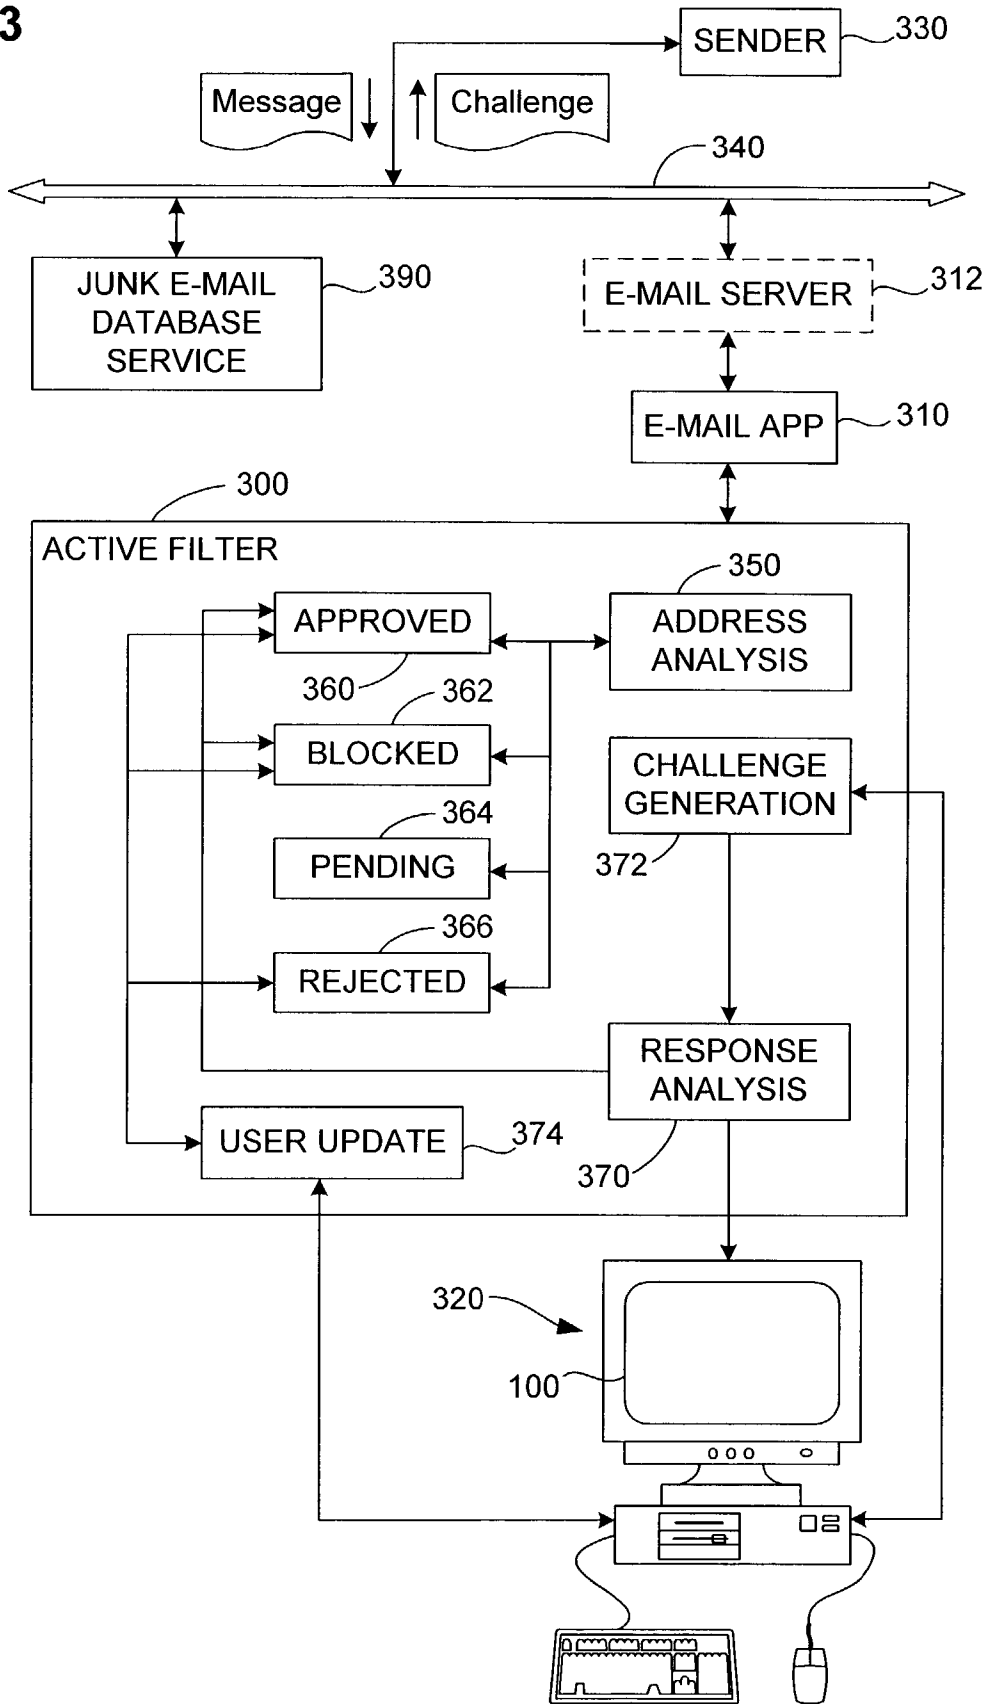 3
SENDER
330
Message
Challenge
340
JUNK E-MAIL
DATABASE
SERVICE
390
E-MAIL SERVER
312
E-MAIL APP
310
300
ACTIVE FILTER
350
APPROVED
ADDRESS
ANALYSIS
360
362
BLOCKED
CHALLENGE
GENERATION
364
PENDING
372
366
REJECTED
RESPONSE
ANALYSIS
USER UPDATE
374
370
320
100